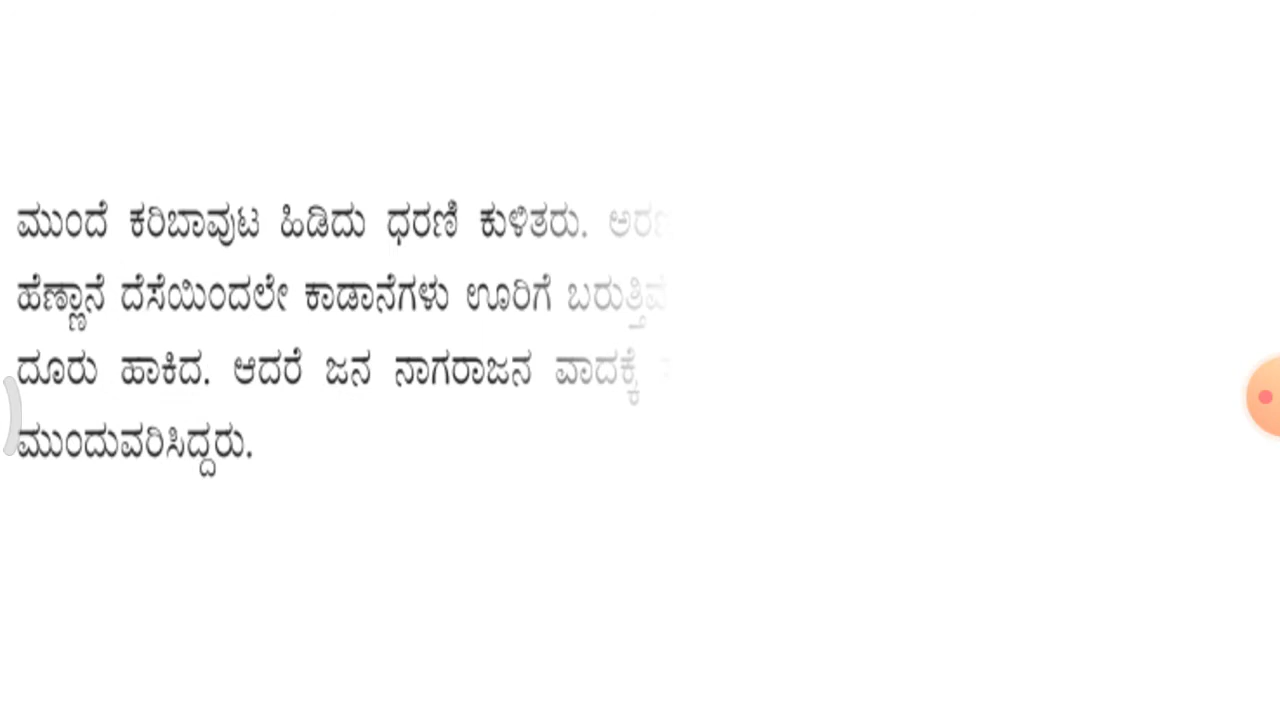 ಮುಂದೆ ಕರಿಬಾವುಟ ಹಿಡಿದು ಧರಣಿ ಕುಳಿತರು.
ಹೆಣ್ಣಾನೆ ದೆಸೆಯಿಂದಲೇ ಕಾಡಾನೆಗಳು ಊರಿಗೆ
ದೂರು ಹಾಕಿದ. ಆದರೆ ಜನ ನಾಗರಾಜನ ವಾದಕ್ಕೆ
ಮುಂದುವರಿಸಿದ್ದರು.